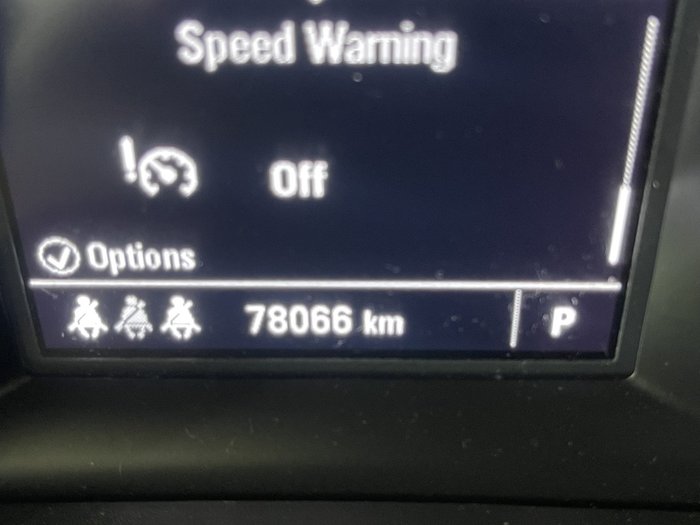 Speed Warning
! Off
Options
78066 km P